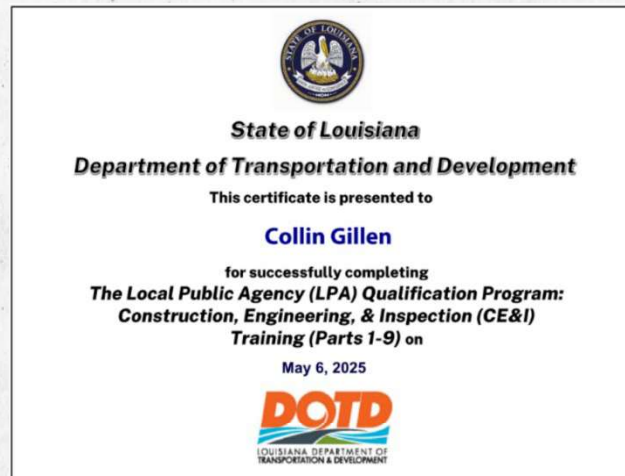 STATE OF LOUISIANA
State of Louisiana
Department of Transportation and Development
This certificate is presented to
Collin Gillen
for successfully completing
The Local Public Agency (LPA) Qualification Program:
Construction, Engineering, & Inspection (CE&I)
Training (Parts 1-9) on
May 6, 2025
DOTD
LOUISIANA DEPARTMENT OF
TRANSPORTATION & DEVELOPMENT